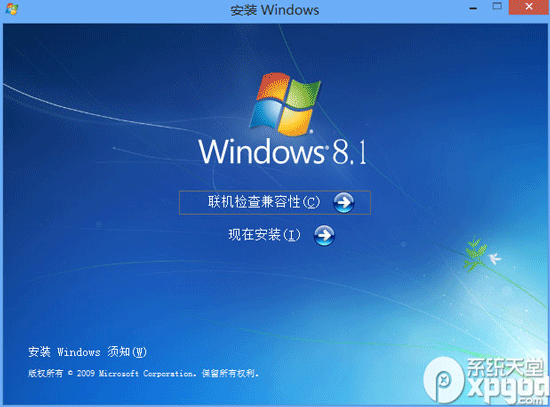 安装 Windows
Windows 8.1
联机检查兼容性(C)
现在安装(I)
安装 Windows 须知(W)
版权所有 © 2009 Microsoft Corporation. 保留所有权利。
系统天堂